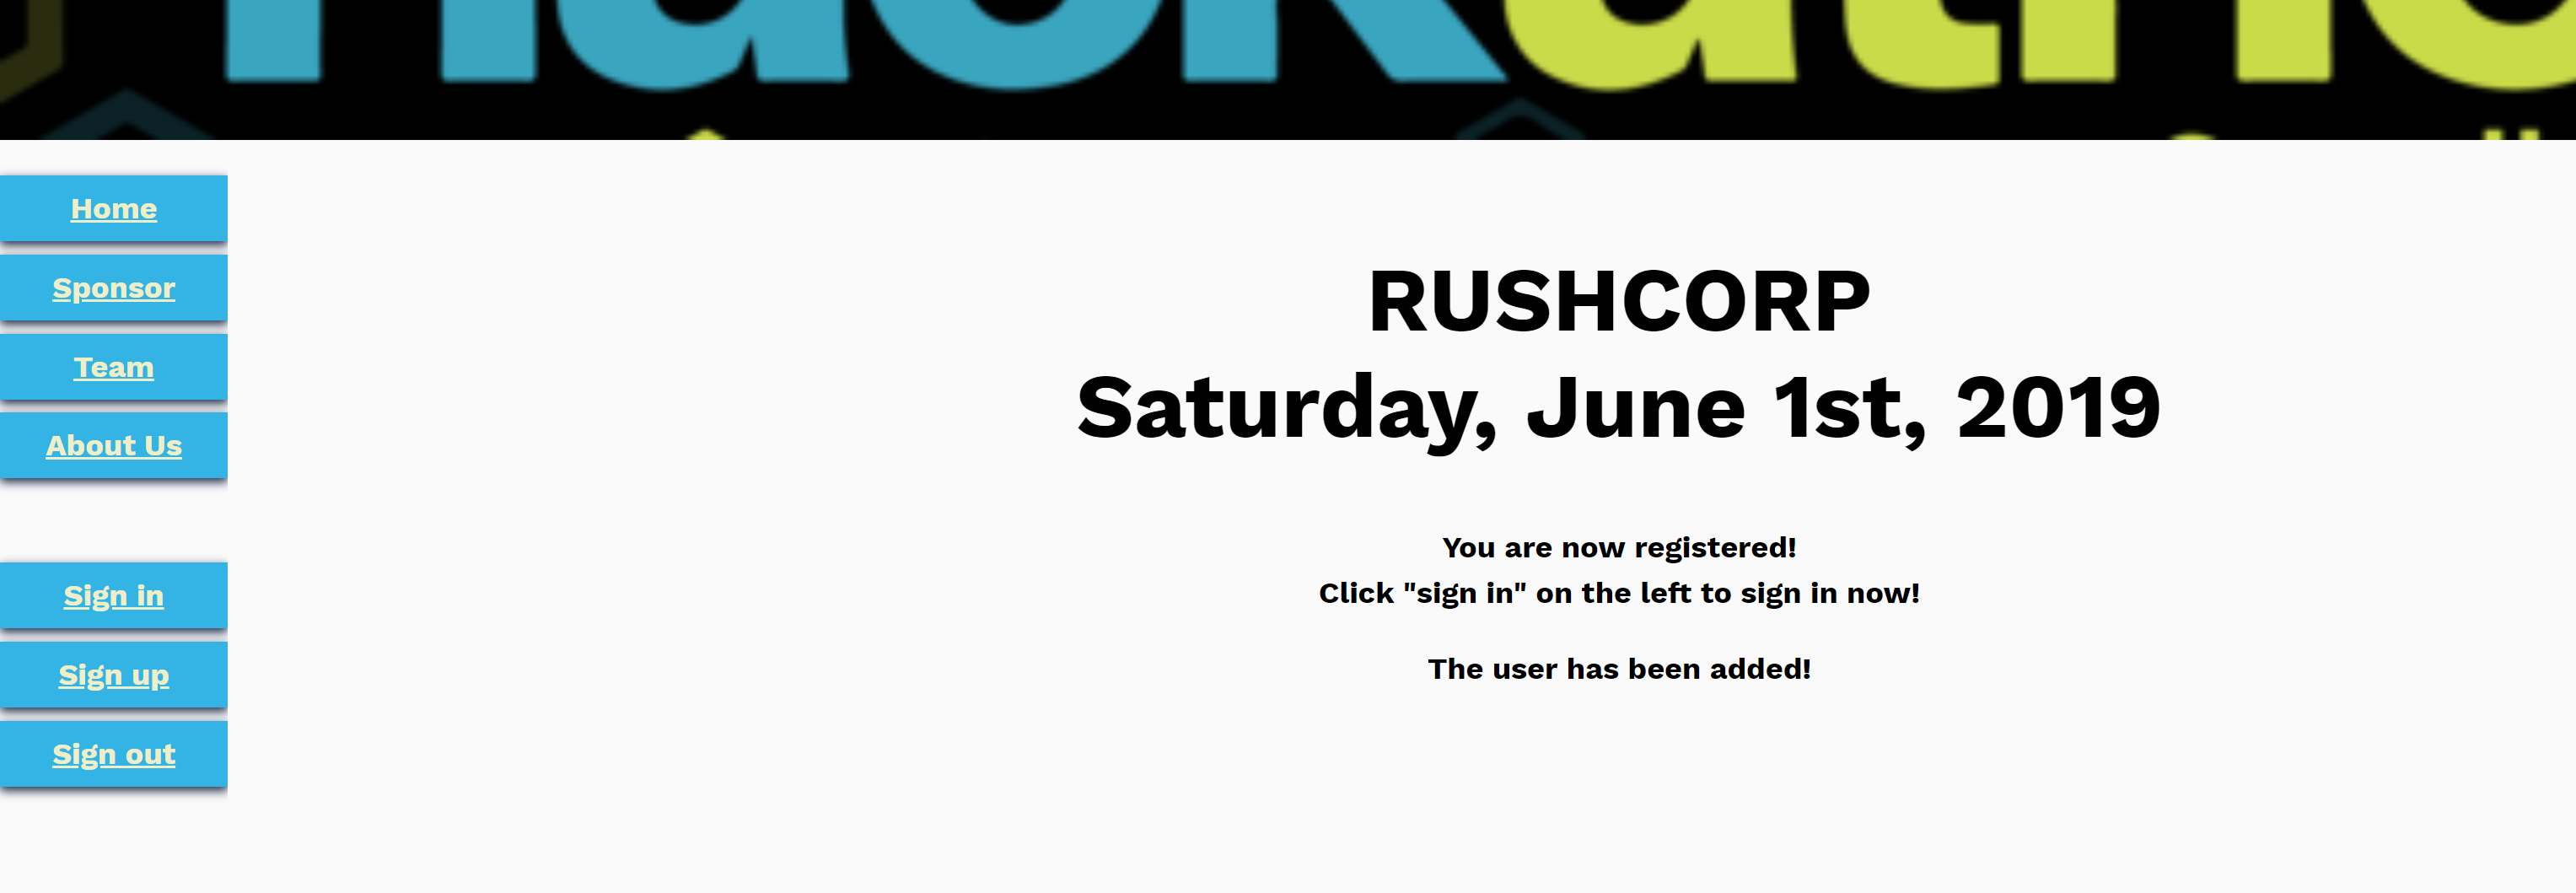 Home
Sponsor
Team
About Us
Sign in
Sign up
Sign out
RUSHCORP
Saturday, June 1st, 2019
You are now registered!
Click "sign in" on the left to sign in now!
The user has been added!